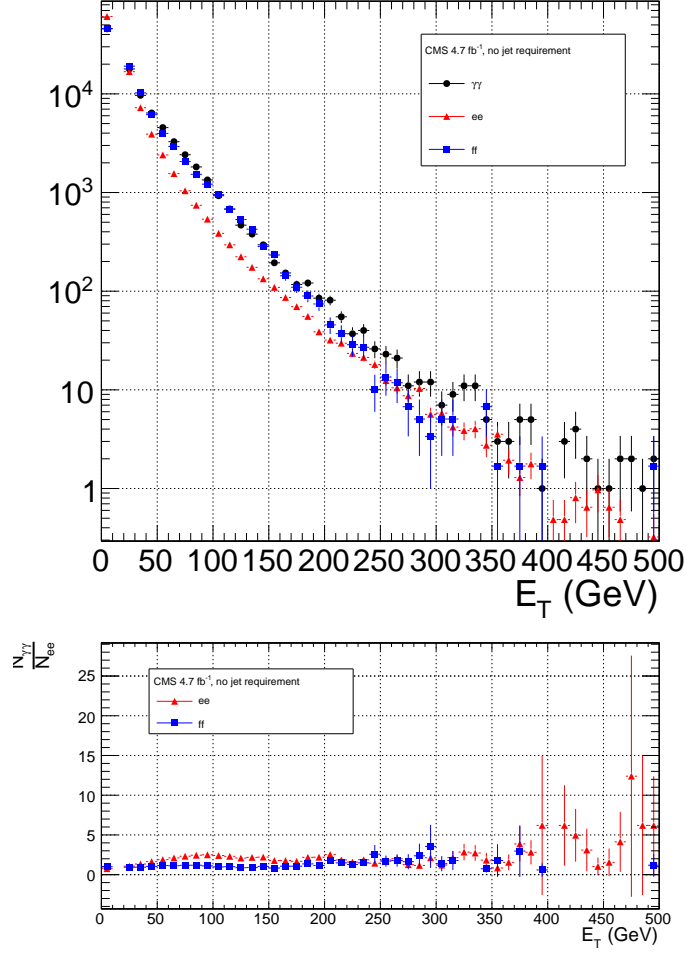 CMS 4.7 fb⁻¹, no jet requirement
γγ
ee
ff
10⁴
10³
10²
10
1
0 50 100 150 200 250 300 350 400 450 500
E_T (GeV)
N_γγ
N_ee
CMS 4.7 fb⁻¹, no jet requirement
ee
ff
25
20
15
10
5
0
0 50 100 150 200 250 300 350 400 450 500
E_T (GeV)